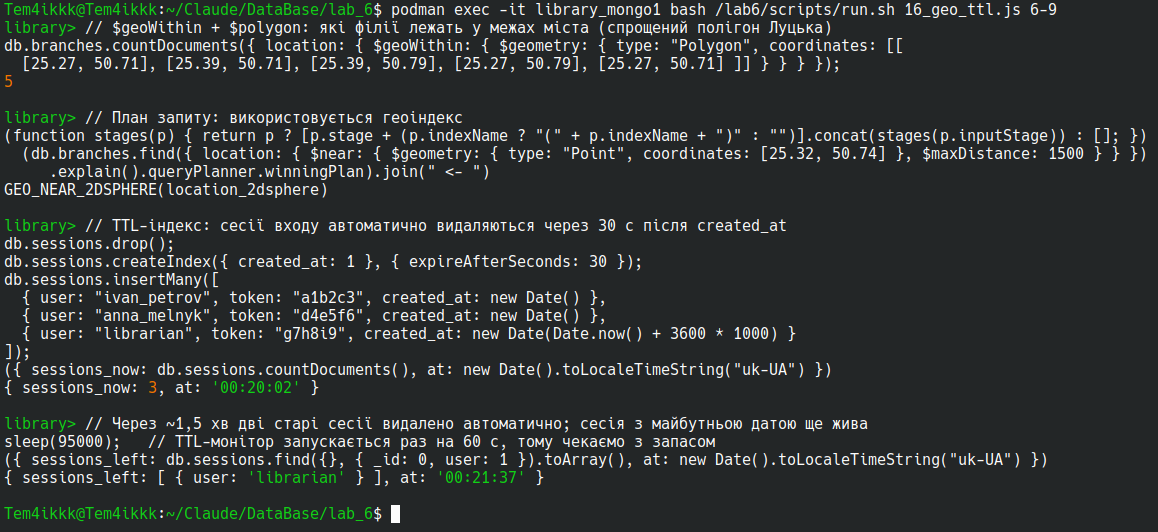 Tem4ikkk@Tem4ikkk:~/Claude/DataBase/lab_6$ podman exec -it library_mongo1 bash /lab6/scripts/run.sh 16_geo_ttl.js 6-9
library> // $geoWithin + $polygon: які філії лежать у межах міста (спрощений полігон Луцька)
db.branches.countDocuments({ location: { $geoWithin: { $geometry: { type: "Polygon", coordinates: [[
  [25.27, 50.71], [25.39, 50.71], [25.39, 50.79], [25.27, 50.79], [25.27, 50.71] ]] } } } });
5
library> // План запиту: використовується геоіндекс
(function stages(p) { return p ? [p.stage + (p.indexName ? "(" + p.indexName + ")" : "")].concat(stages(p.inputStage)) : []; })
  (db.branches.find({ location: { $near: { $geometry: { type: "Point", coordinates: [25.32, 50.74] }, $maxDistance: 1500 } } })
     .explain().queryPlanner.winningPlan).join(" <- ")
GEO_NEAR_2DSPHERE(location_2dsphere)
library> // TTL-індекс: сесії входу автоматично видаляються через 30 с після created_at
db.sessions.drop();
db.sessions.createIndex({ created_at: 1 }, { expireAfterSeconds: 30 });
db.sessions.insertMany([
  { user: "ivan_petrov", token: "a1b2c3", created_at: new Date() },
  { user: "anna_melnyk", token: "d4e5f6", created_at: new Date() },
  { user: "librarian", token: "g7h8i9", created_at: new Date(Date.now() + 3600 * 1000) }
]);
({ sessions_now: db.sessions.countDocuments(), at: new Date().toLocaleTimeString("uk-UA") })
{ sessions_now: 3, at: '00:20:02' }
library> // Через ~1,5 хв дві старі сесії видалено автоматично; сесія з майбутньою датою ще жива
sleep(95000);   // TTL-монітор запускається раз на 60 с, тому чекаємо з запасом
({ sessions_left: db.sessions.find({}, { _id: 0, user: 1 }).toArray(), at: new Date().toLocaleTimeString("uk-UA") })
{ sessions_left: [ { user: 'librarian' } ], at: '00:21:37' }
Tem4ikkk@Tem4ikkk:~/Claude/DataBase/lab_6$